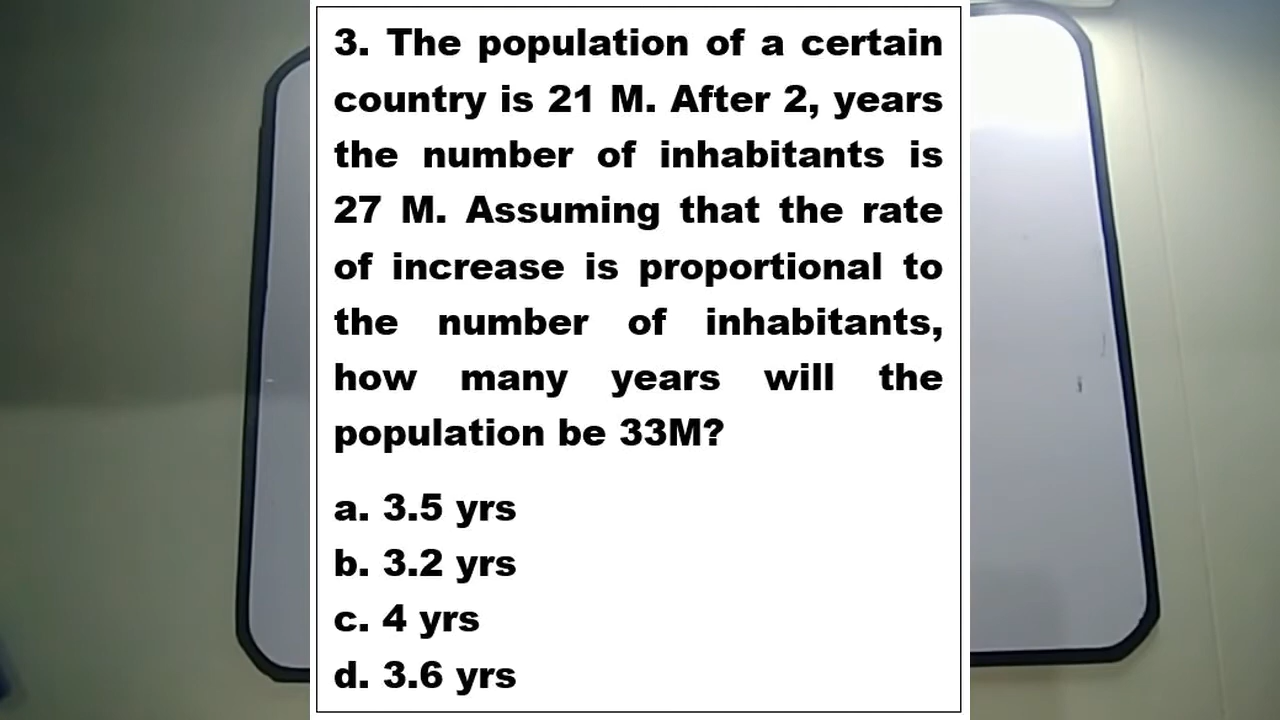 3. The population of a certain
country is 21 M. After 2, years
the number of inhabitants is
27 M. Assuming that the rate
of increase is proportional to
the number of inhabitants,
how many years will the
population be 33M?
a. 3.5 yrs
b. 3.2 yrs
c. 4 yrs
d. 3.6 yrs